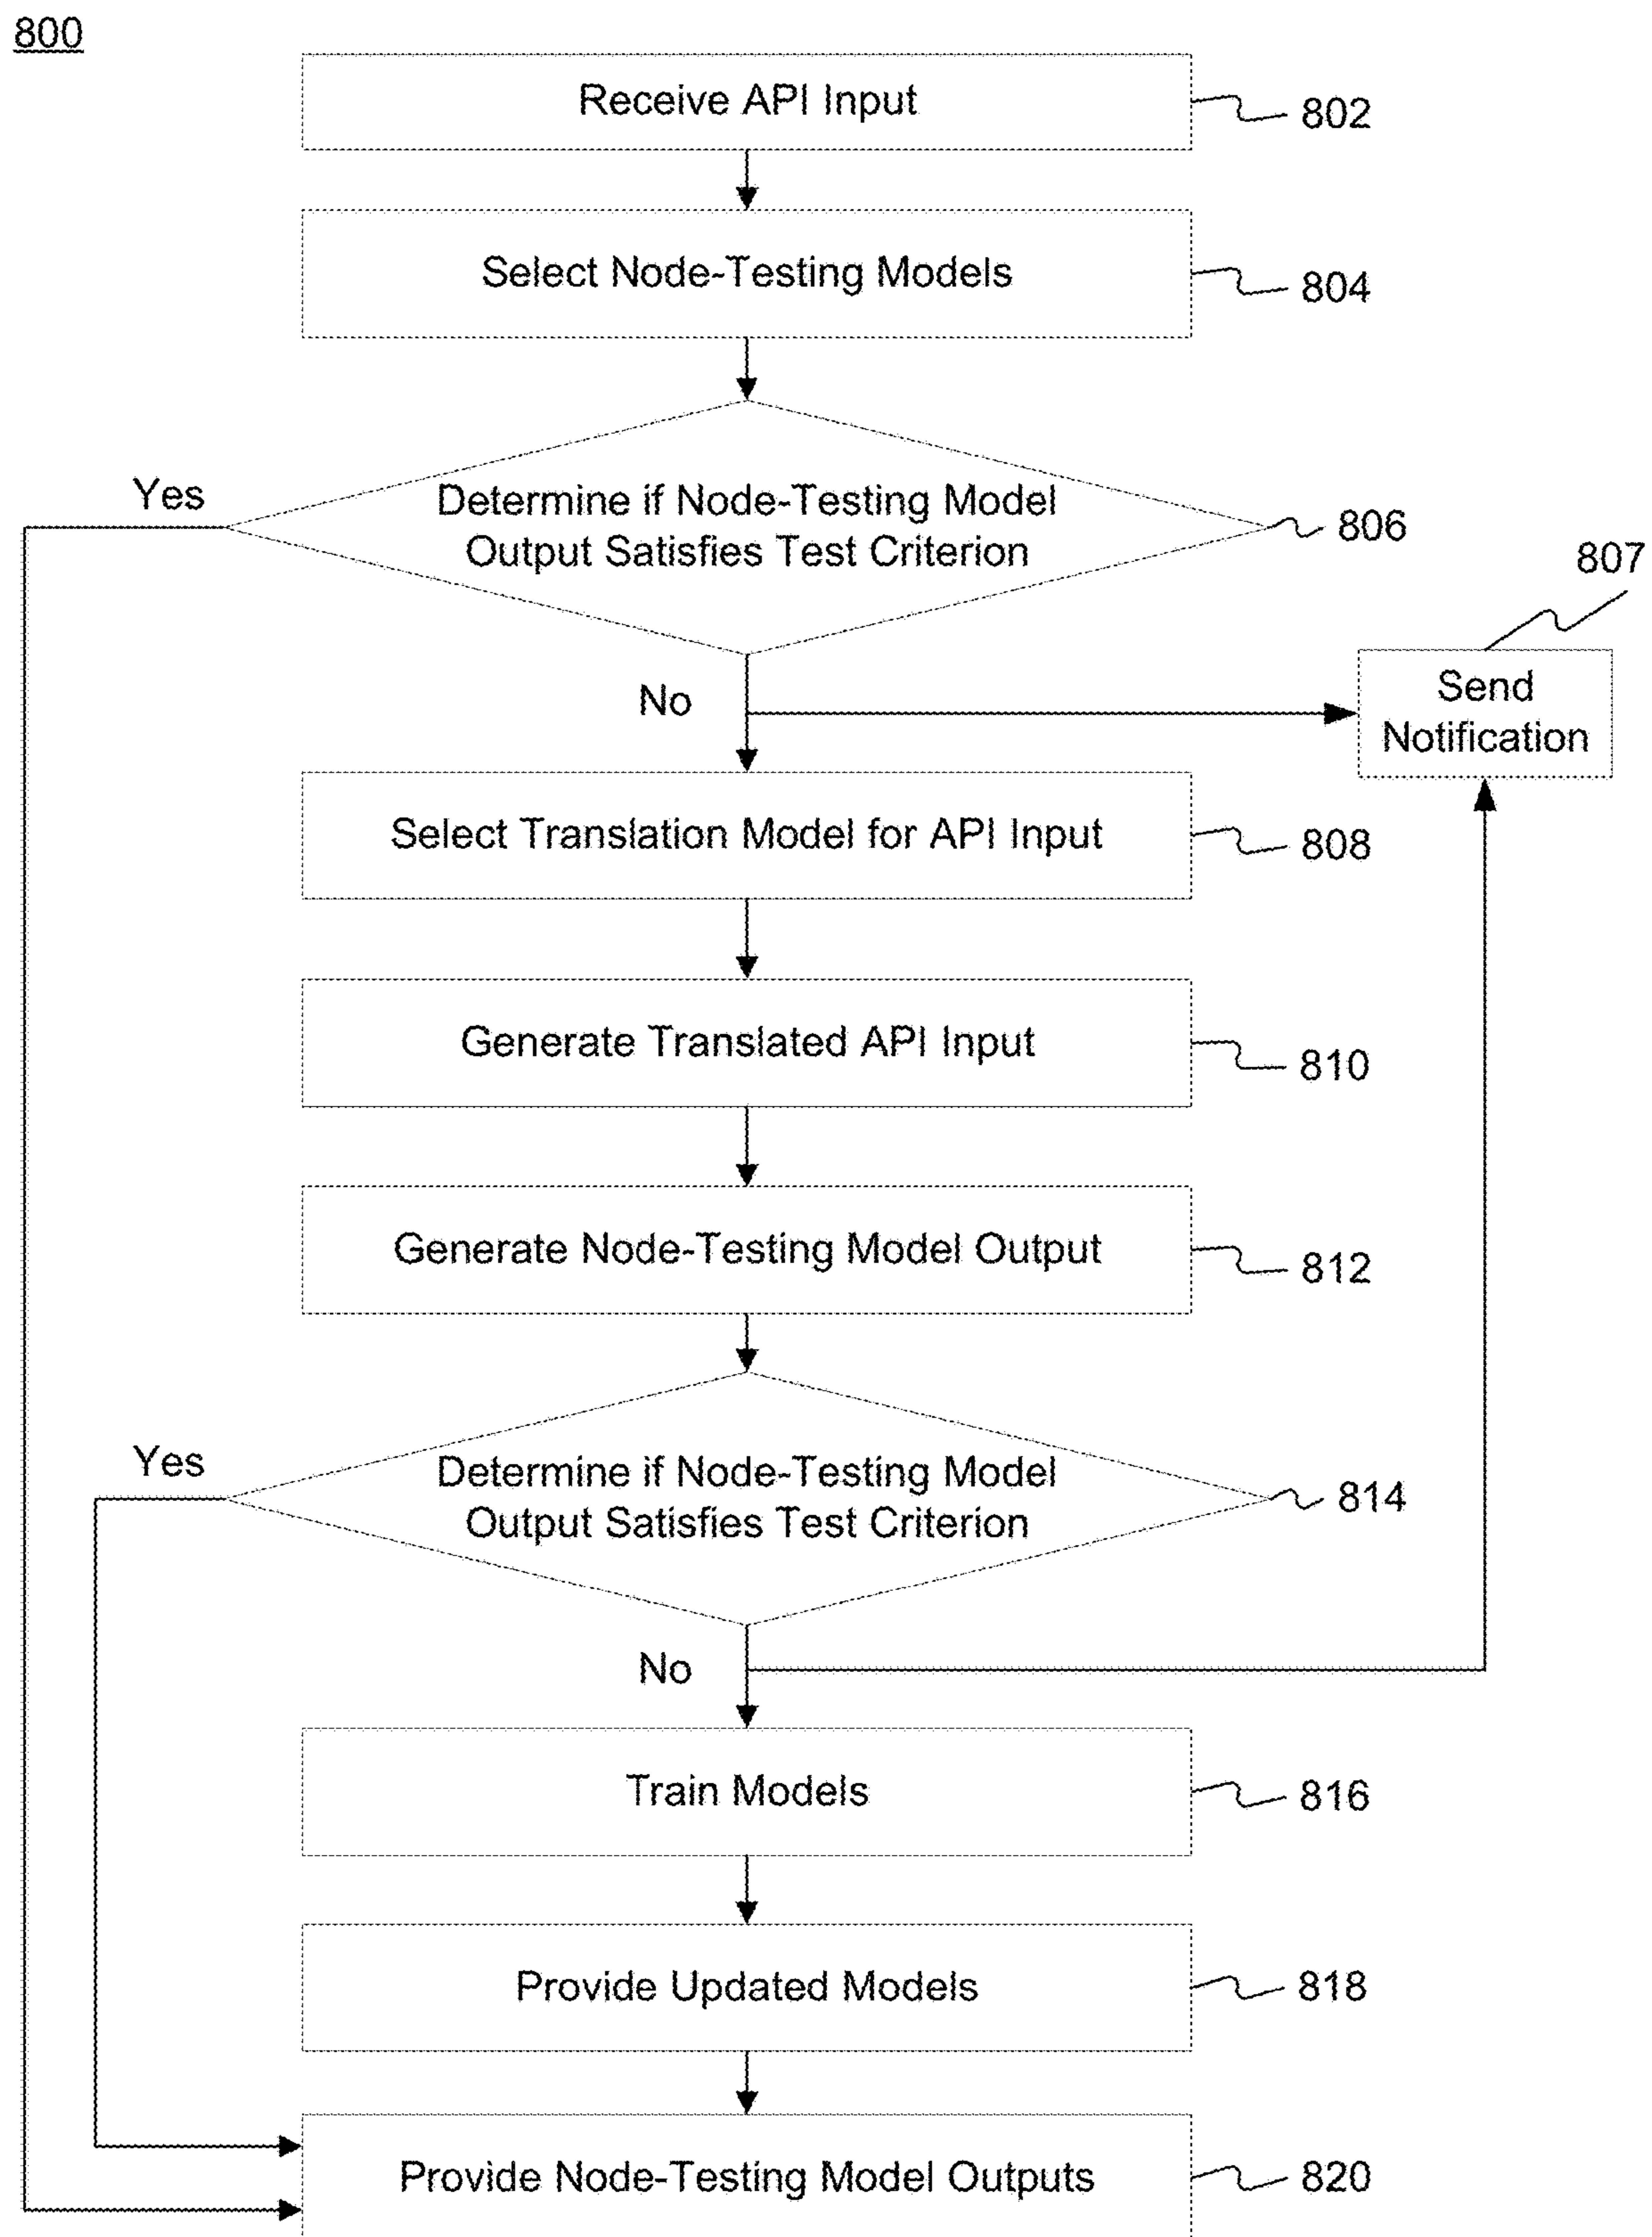 800
Receive API Input
802
Select Node-Testing Models
804
Yes
Determine if Node-Testing Model
Output Satisfies Test Criterion
806
807
Send
Notification
No
Select Translation Model for API Input
808
Generate Translated API Input
810
Generate Node-Testing Model Output
812
Yes
Determine if Node-Testing Model
Output Satisfies Test Criterion
814
No
Train Models
816
Provide Updated Models
818
Provide Node-Testing Model Outputs
820